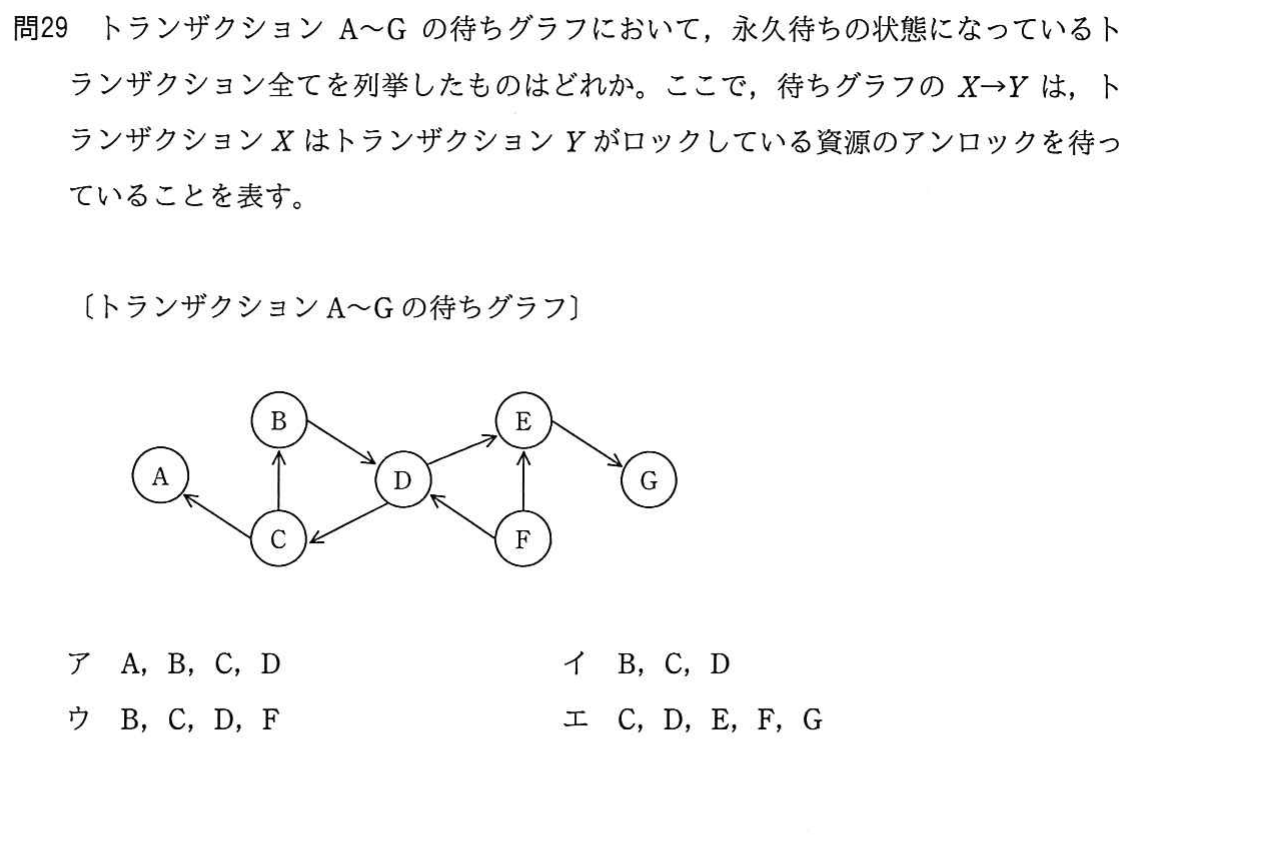 問29 トランザクション A～G の待ちグラフにおいて，永久待ちの状態になっているト
ランザクション全てを列挙したものはどれか。ここで，待ちグラフの X→Y は，ト
ランザクション X はトランザクション Y がロックしている資源のアンロックを待っ
ていることを表す。
〔トランザクション A～G の待ちグラフ〕
B
E
A
D
G
C
F
ア A，B，C，D
イ B，C，D
ウ B，C，D，F
エ C，D，E，F，G